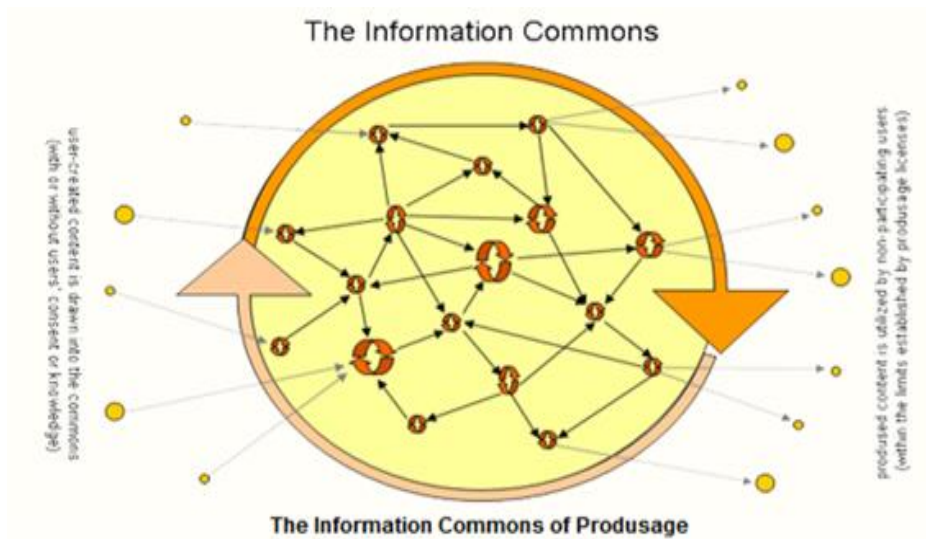 The Information Commons
user-created content is drawn into the commons
(with or without users' consent or knowledge)
produsaged content is utilized by non-participating users
(within the limits established by produsage licenses)
The Information Commons of Produsage